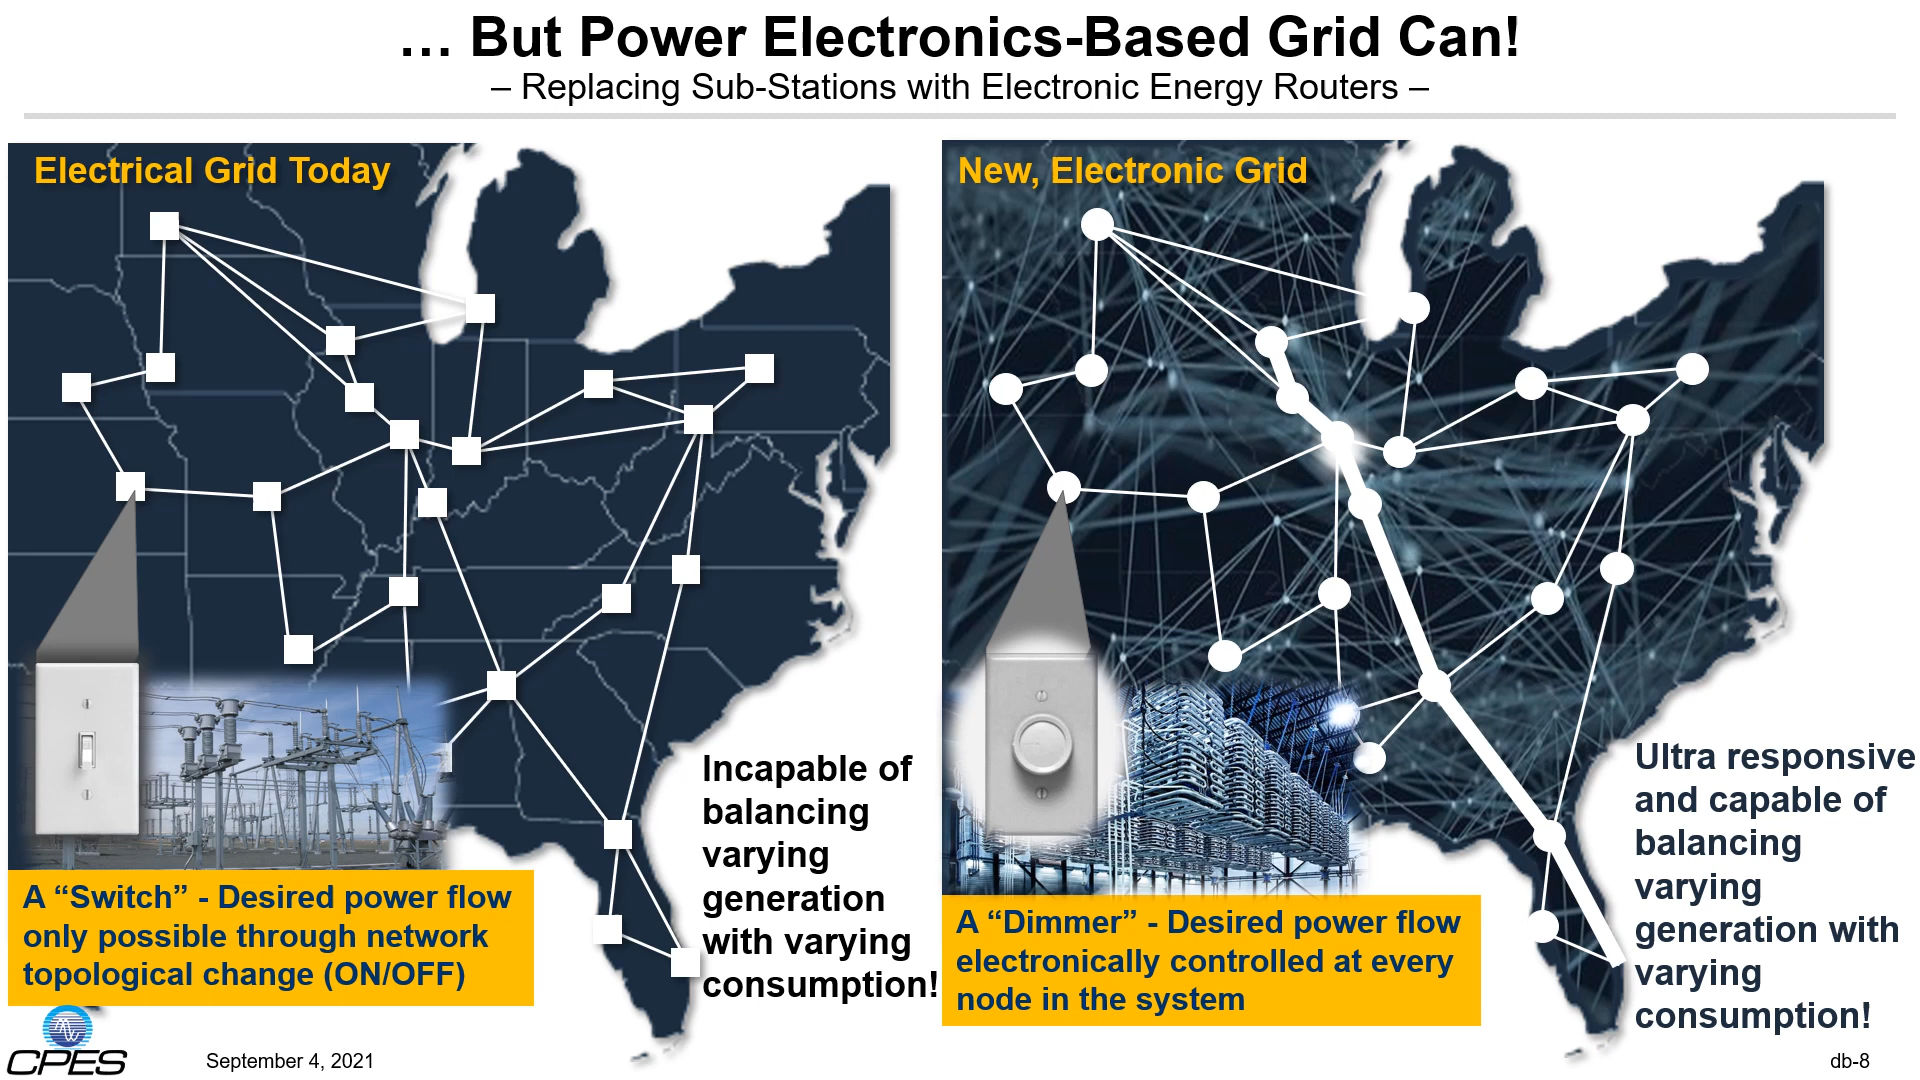 … But Power Electronics-Based Grid Can!
– Replacing Sub-Stations with Electronic Energy Routers –
Electrical Grid Today
Incapable of
balancing
varying
generation
with varying
consumption!
A “Switch” - Desired power flow
only possible through network
topological change (ON/OFF)
New, Electronic Grid
Ultra responsive
and capable of
balancing
varying
generation with
varying
consumption!
A “Dimmer” - Desired power flow
electronically controlled at every
node in the system
CPES
September 4, 2021
db-8